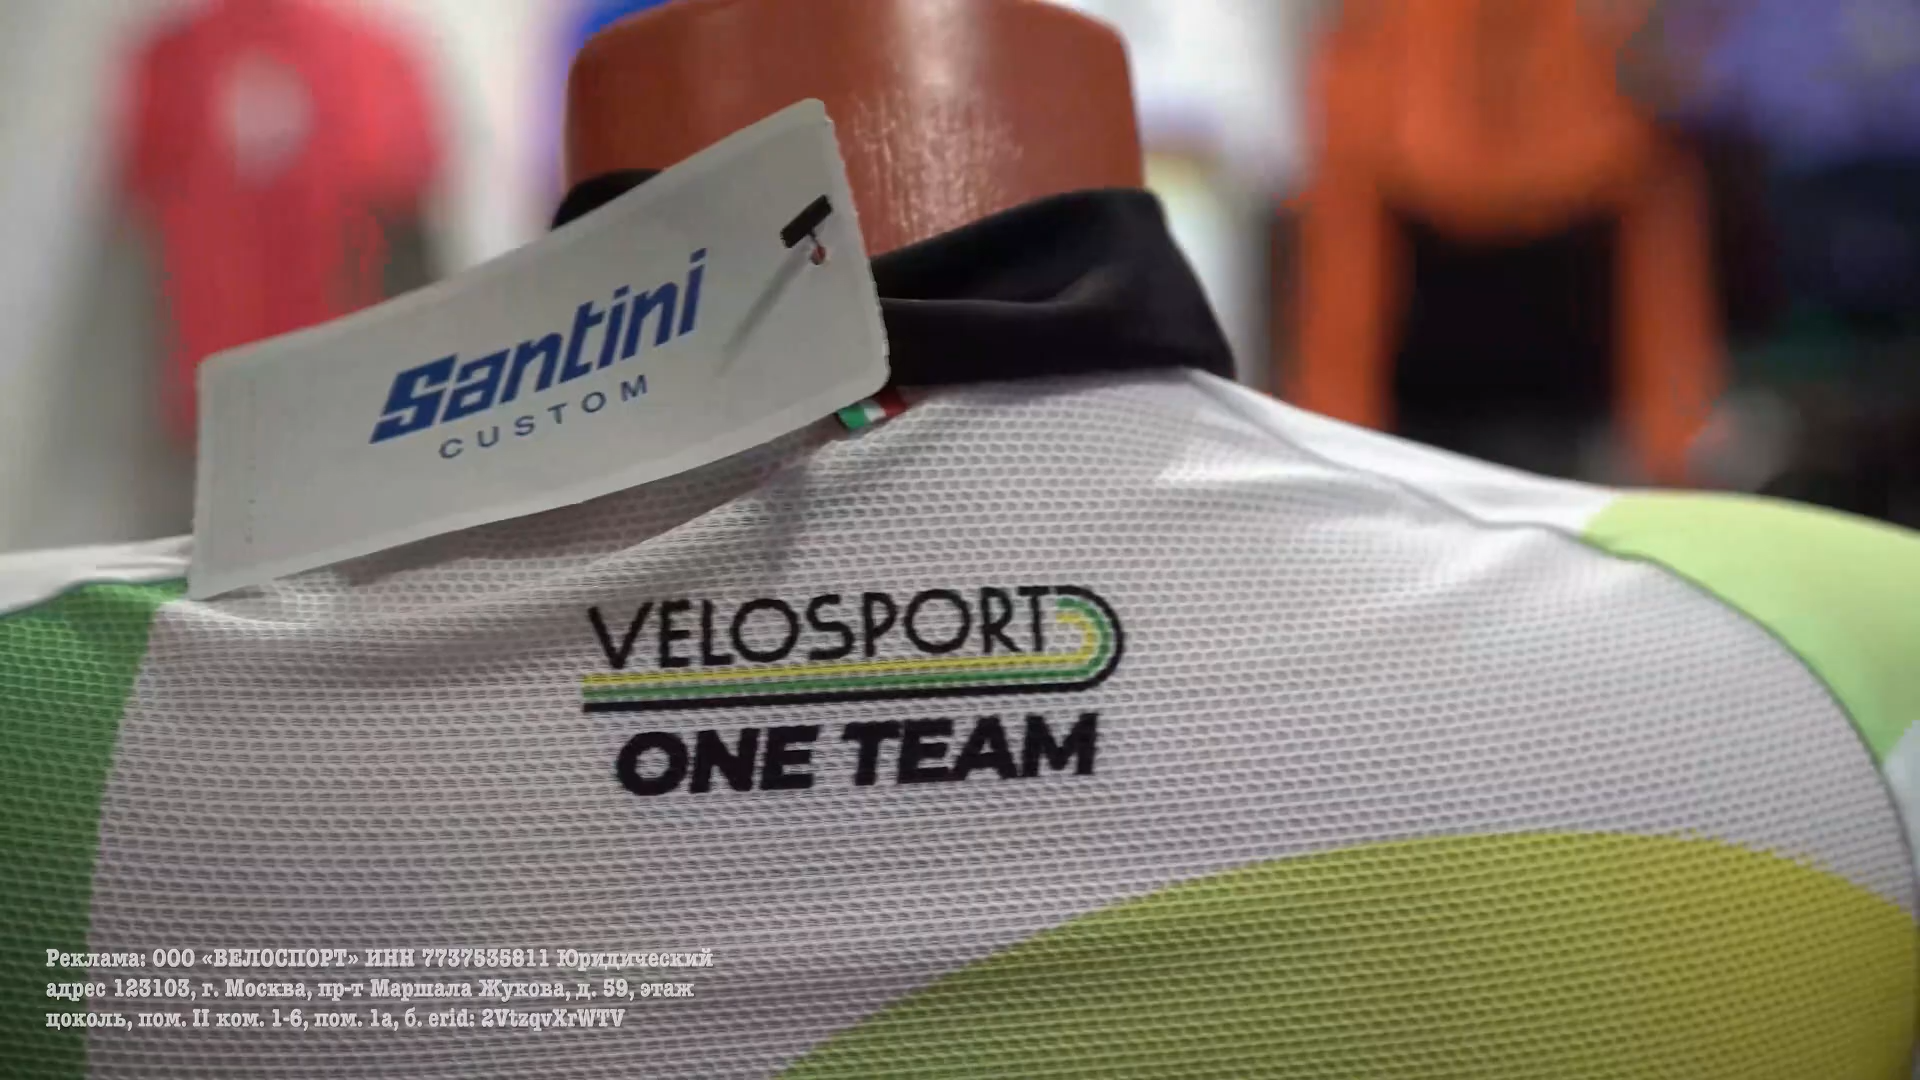 Santini
CUSTOM
VELOSPORT
ONE TEAM
Реклама: ООО «ВЕЛОСПОРТ» ИНН 7737535811 Юридический
адрес 123103, г. Москва, пр-т Маршала Жукова, д. 59, этаж
цоколь, пом. II ком. 1-6, пом. 1а, б. erid: 2VtzqvXrWTV